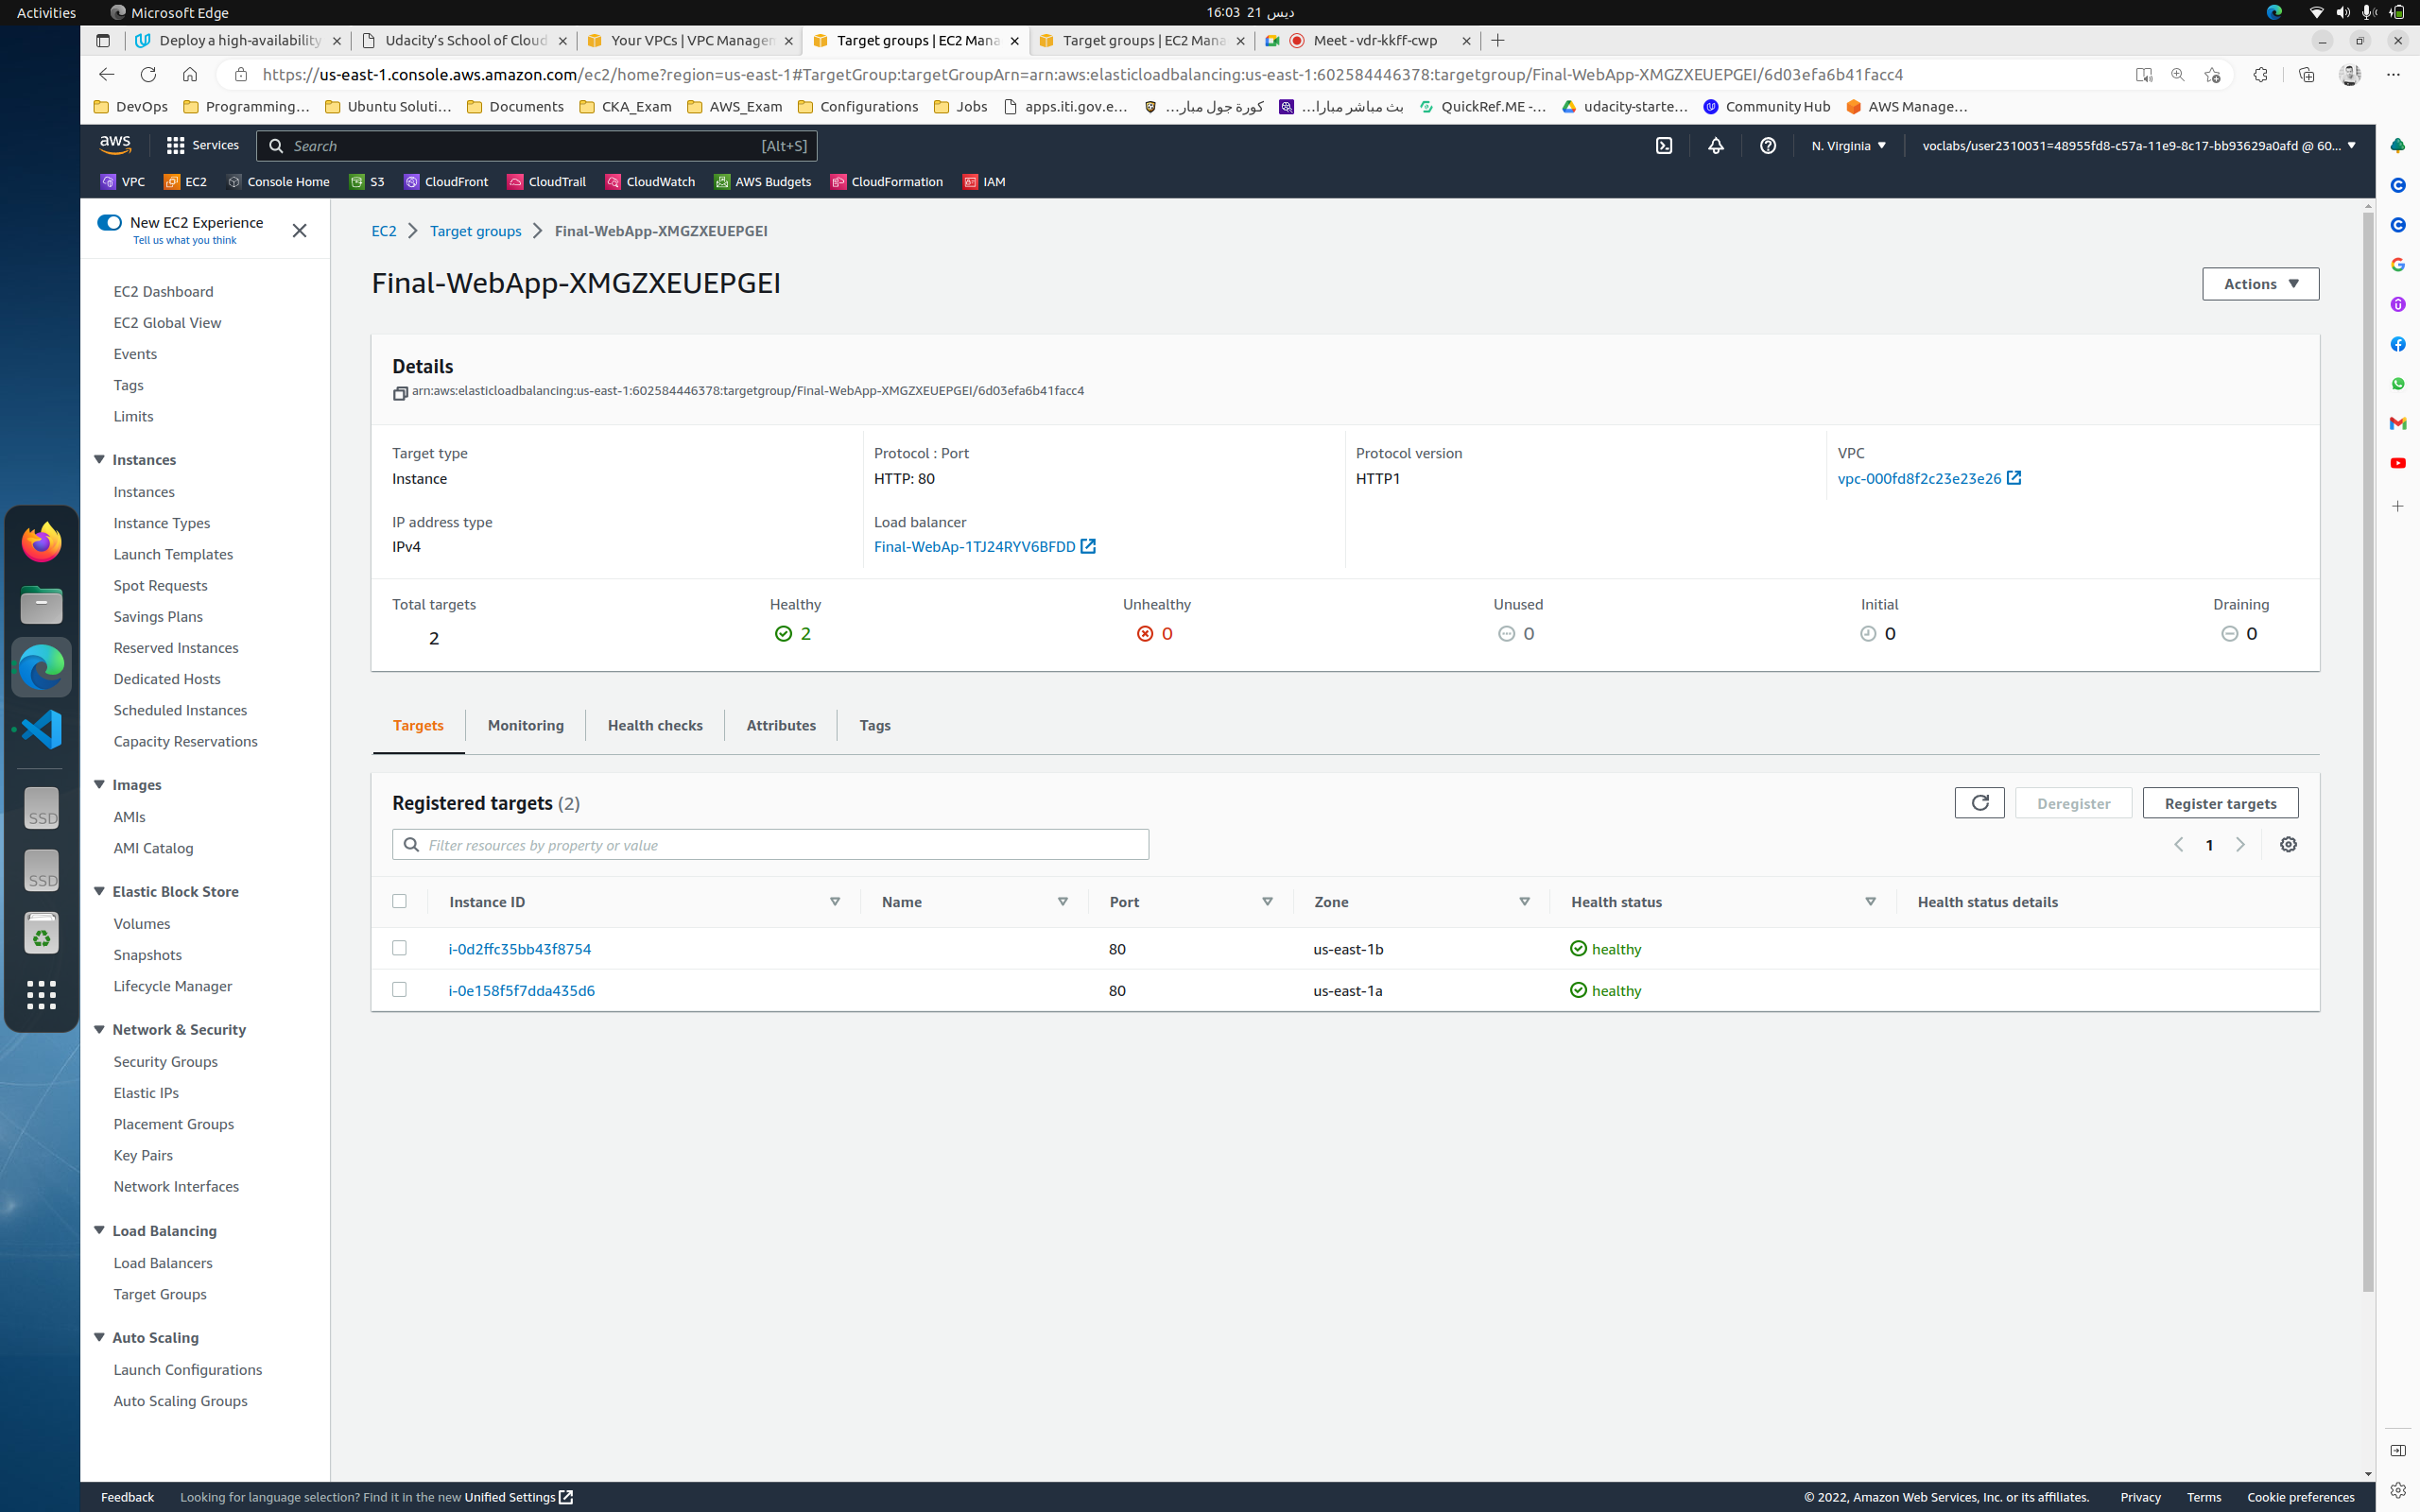 Activities
Microsoft Edge
16:03 21 ديس
Deploy a high-availability
Udacity's School of Cloud
Your VPCs | VPC Managem
Target groups | EC2 Mana
Target groups | EC2 Mana
Meet - vdr-kkff-cwp
https://us-east-1.console.aws.amazon.com/ec2/home?region=us-east-1#TargetGroup:targetGroupArn=arn:aws:elasticloadbalancing:us-east-1:602584446378:targetgroup/Final-WebApp-XMGZXEUEPGEI/6d03efa6b41facc4
DevOps
Programming...
Ubuntu Soluti...
Documents
CKA_Exam
AWS_Exam
Configurations
Jobs
apps.iti.gov.e...
كورة جول مبار...
بث مباشر مبارا...
QuickRef.ME -...
udacity-starte...
Community Hub
AWS Manage...
aws
Services
Search
[Alt+S]
N. Virginia
voclabs/user2310031=48955fd8-c57a-11e9-8c17-bb93629a0afd @ 60...
VPC
EC2
Console Home
S3
CloudFront
CloudTrail
CloudWatch
AWS Budgets
CloudFormation
IAM
New EC2 Experience
Tell us what you think
EC2 Dashboard
EC2 Global View
Events
Tags
Limits
Instances
Instances
Instance Types
Launch Templates
Spot Requests
Savings Plans
Reserved Instances
Dedicated Hosts
Scheduled Instances
Capacity Reservations
Images
AMIs
AMI Catalog
Elastic Block Store
Volumes
Snapshots
Lifecycle Manager
Network & Security
Security Groups
Elastic IPs
Placement Groups
Key Pairs
Network Interfaces
Load Balancing
Load Balancers
Target Groups
Auto Scaling
Launch Configurations
Auto Scaling Groups
SSD
SSD
EC2 > Target groups > Final-WebApp-XMGZXEUEPGEI
Final-WebApp-XMGZXEUEPGEI
Actions
Details
arn:aws:elasticloadbalancing:us-east-1:602584446378:targetgroup/Final-WebApp-XMGZXEUEPGEI/6d03efa6b41facc4
Target type
Instance
Protocol : Port
HTTP: 80
Protocol version
HTTP1
VPC
vpc-000fd8f2c23e23e26
IP address type
IPv4
Load balancer
Final-WebAp-1TJ24RYV6BFDD
Total targets
2
Healthy
2
Unhealthy
0
Unused
0
Initial
0
Draining
0
Targets
Monitoring
Health checks
Attributes
Tags
Registered targets (2)
Deregister
Register targets
Filter resources by property or value
1
Instance ID
Name
Port
Zone
Health status
Health status details
i-0d2ffc35bb43f8754 80 us-east-1b healthy
i-0e158f5f7dda435d6 80 us-east-1a healthy
Feedback
Looking for language selection? Find it in the new Unified Settings
© 2022, Amazon Web Services, Inc. or its affiliates.
Privacy
Terms
Cookie preferences